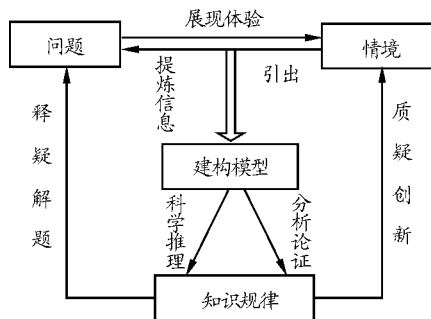 展现体验
问题
情境
引出
提炼信息
建构模型
释疑解题
质疑创新
科学推理
分析论证
知识规律